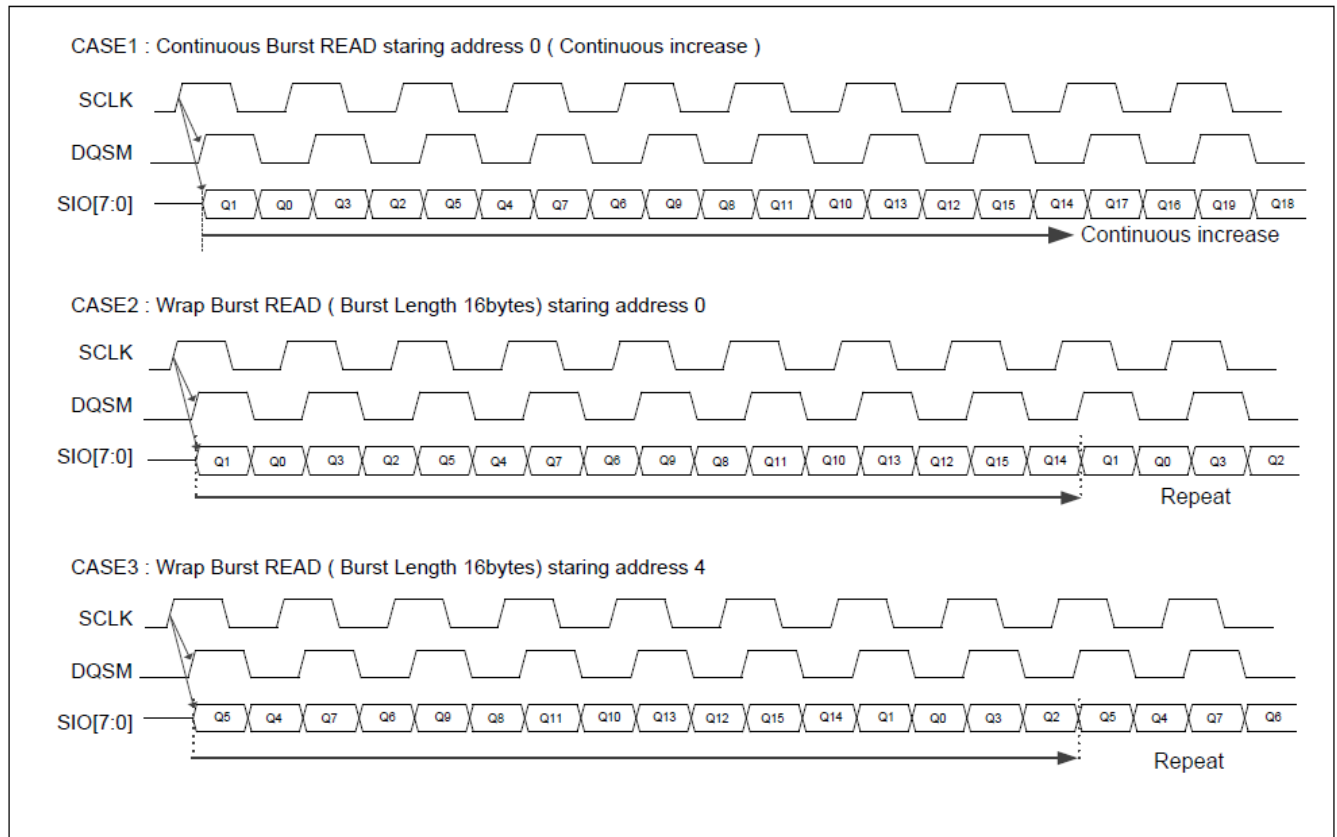 CASE1 : Continuous Burst READ staring address 0 ( Continuous increase )
SCLK
DQSM
SIO[7:0] Q1 Q0 Q3 Q2 Q5 Q4 Q7 Q6 Q9 Q8 Q11 Q10 Q13 Q12 Q15 Q14 Q17 Q16 Q19 Q18
Continuous increase
CASE2 : Wrap Burst READ ( Burst Length 16bytes) staring address 0
SCLK
DQSM
SIO[7:0] Q1 Q0 Q3 Q2 Q5 Q4 Q7 Q6 Q9 Q8 Q11 Q10 Q13 Q12 Q15 Q14 Q1 Q0 Q3 Q2
Repeat
CASE3 : Wrap Burst READ ( Burst Length 16bytes) staring address 4
SCLK
DQSM
SIO[7:0] Q5 Q4 Q7 Q6 Q9 Q8 Q11 Q10 Q13 Q12 Q15 Q14 Q1 Q0 Q3 Q2 Q5 Q4 Q7 Q6
Repeat